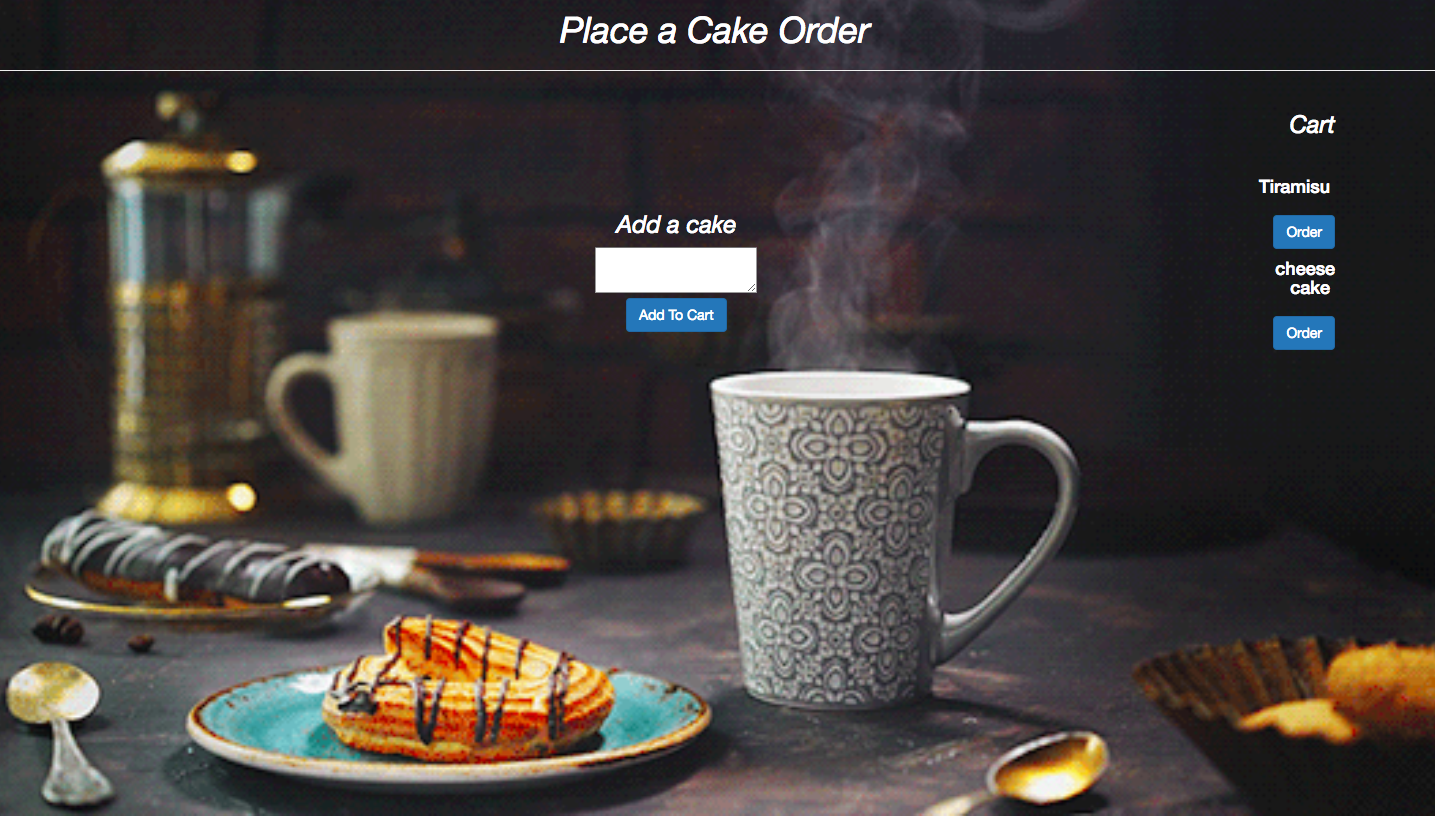 Place a Cake Order
Cart
Tiramisu
Order
cheese
cake
Order
Add a cake
Add To Cart